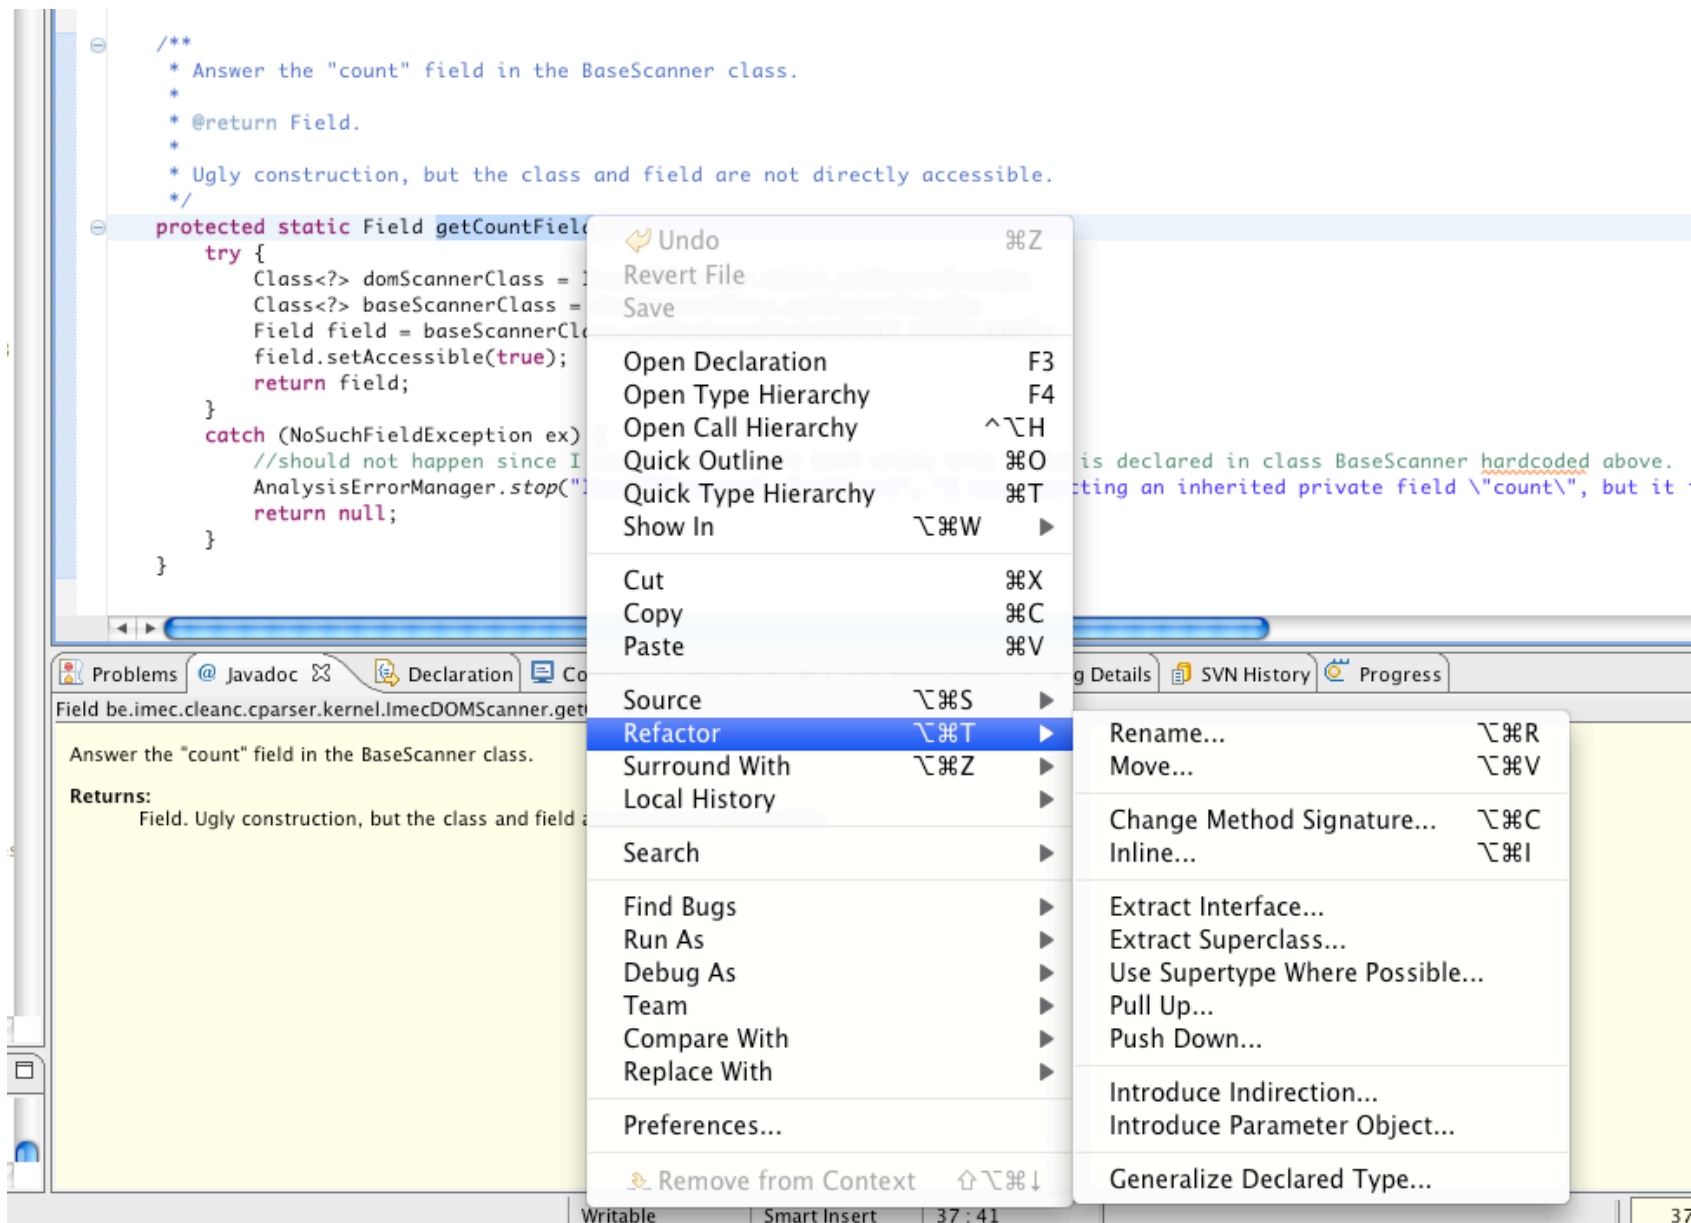 /**
* Answer the "count" field in the BaseScanner class.
*
* @return Field.
*
* Ugly construction, but the class and field are not directly accessible.
*/
protected static Field getCountField
try {
Class<?> domScannerClass =
Class<?> baseScannerClass =
Field field = baseScannerCl
field.setAccessible(true);
return field;
}
catch (NoSuchFieldException ex)
//should not happen since I is declared in class BaseScanner hardcoded above.
AnalysisErrorManager.stop(" ting an inherited private field \"count\", but it
return null;
}
}
Undo ⌘Z
Revert File
Save
Open Declaration F3
Open Type Hierarchy F4
Open Call Hierarchy ^⌥H
Quick Outline ⌘O
Quick Type Hierarchy ⌘T
Show In ⌥⌘W ▶
Cut ⌘X
Copy ⌘C
Paste ⌘V
Source ⌥⌘S ▶
Refactor ⌥⌘T ▶
Surround With ⌥⌘Z ▶
Local History ▶
Search ▶
Find Bugs ▶
Run As ▶
Debug As ▶
Team ▶
Compare With ▶
Replace With ▶
Preferences...
Remove from Context ⇧⌥⌘↓
Rename... ⌥⌘R
Move... ⌥⌘V
Change Method Signature... ⌥⌘C
Inline... ⌥⌘I
Extract Interface...
Extract Superclass...
Use Supertype Where Possible...
Pull Up...
Push Down...
Introduce Indirection...
Introduce Parameter Object...
Generalize Declared Type...
Problems @ Javadoc Declaration Co g Details SVN History Progress
Field be.imec.cleanc.cparser.kernel.ImecDOMScanner.get
Answer the "count" field in the BaseScanner class.
Returns:
Field. Ugly construction, but the class and field
Writable Smart Insert 37 : 41 37